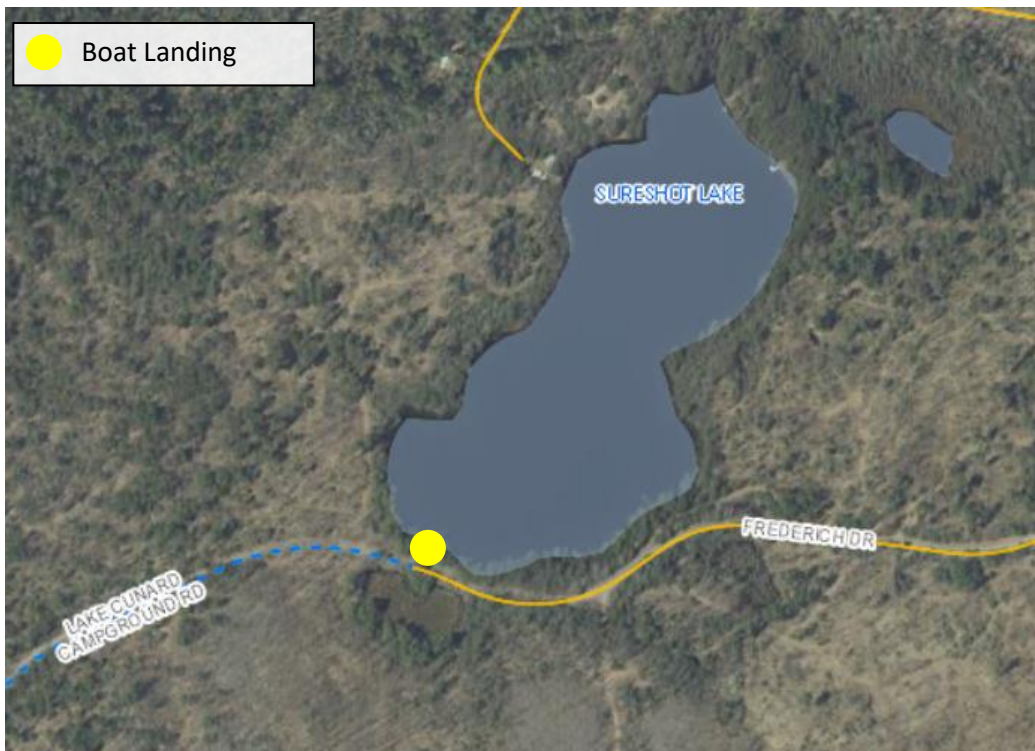 Boat Landing
SURESHOT LAKE
FREDERICH DR
LAKE CUNARD
CAMPGROUND RD